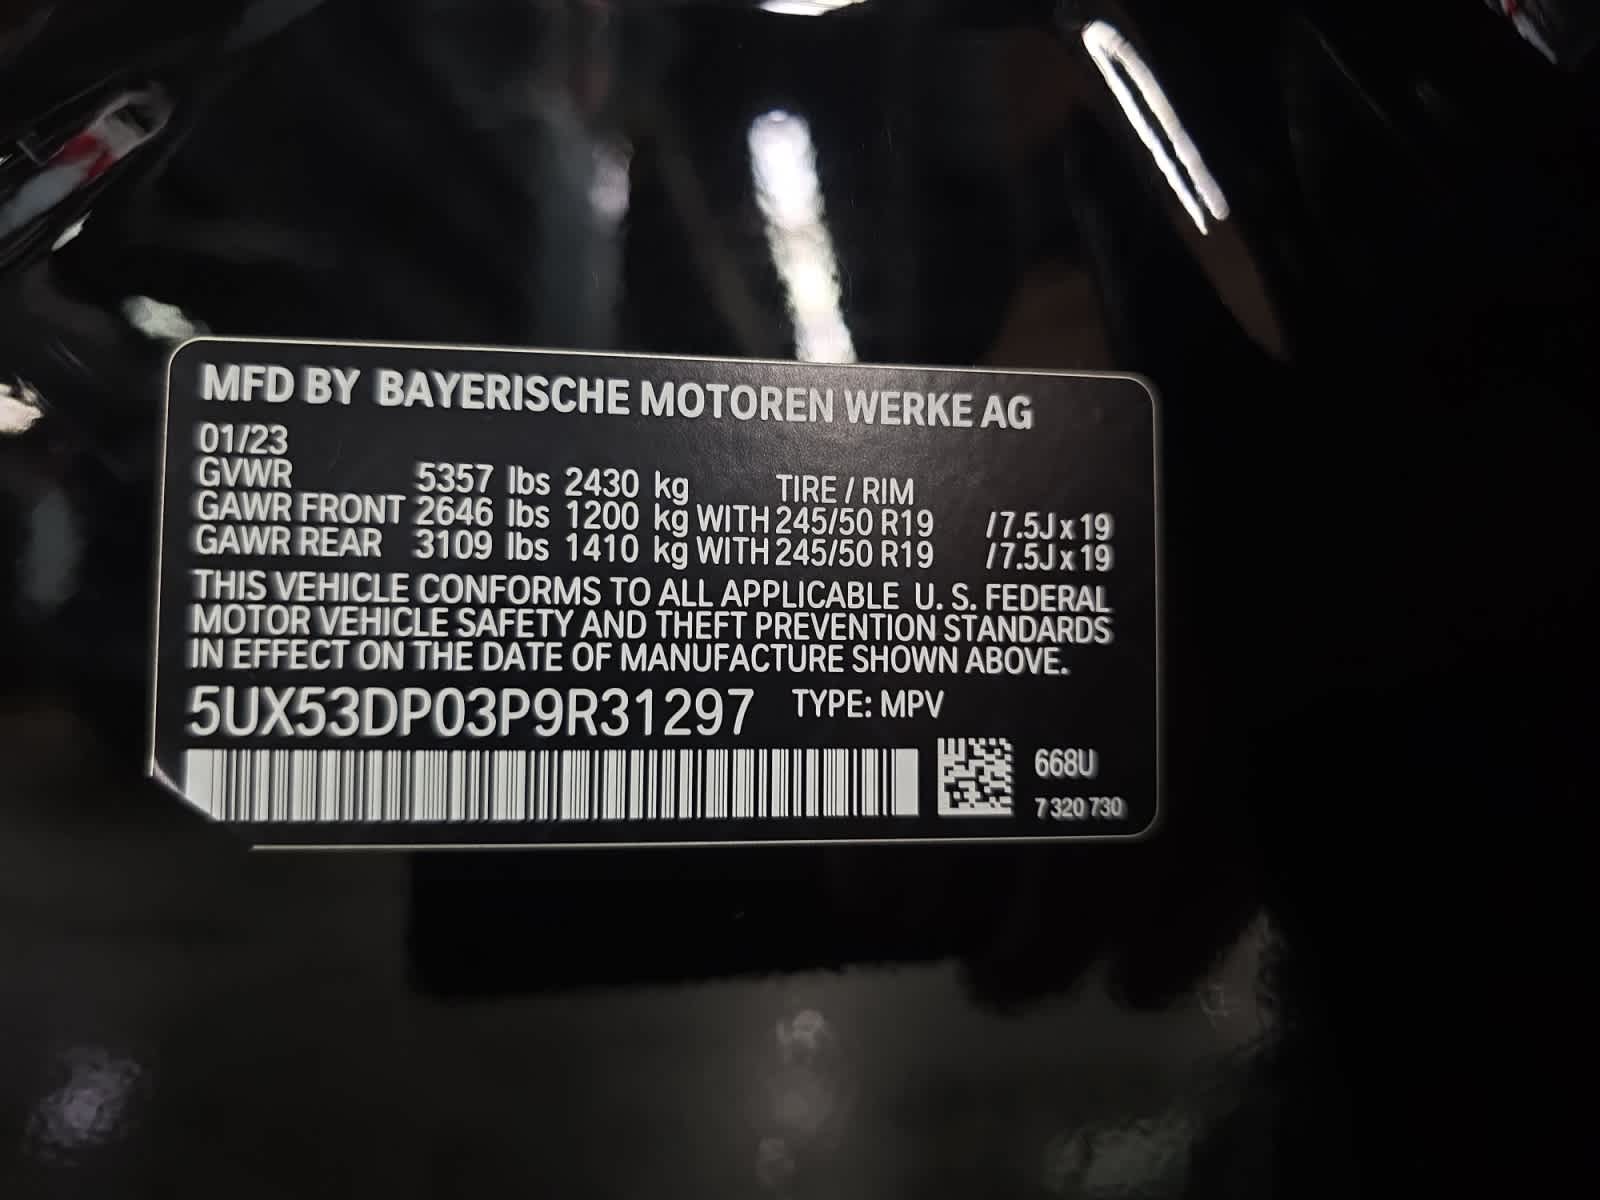 MFD BY BAYERISCHE MOTOREN WERKE AG
01/23
GVWR 5357 lbs 2430 kg TIRE / RIM
GAWR FRONT 2646 lbs 1200 kg WITH 245/50 R19 / 7.5J x 19
GAWR REAR 3109 lbs 1410 kg WITH 245/50 R19 / 7.5J x 19
THIS VEHICLE CONFORMS TO ALL APPLICABLE U. S. FEDERAL
MOTOR VEHICLE SAFETY AND THEFT PREVENTION STANDARDS
IN EFFECT ON THE DATE OF MANUFACTURE SHOWN ABOVE.
5UX53DP03P9R31297 TYPE: MPV
668U
7 320 730